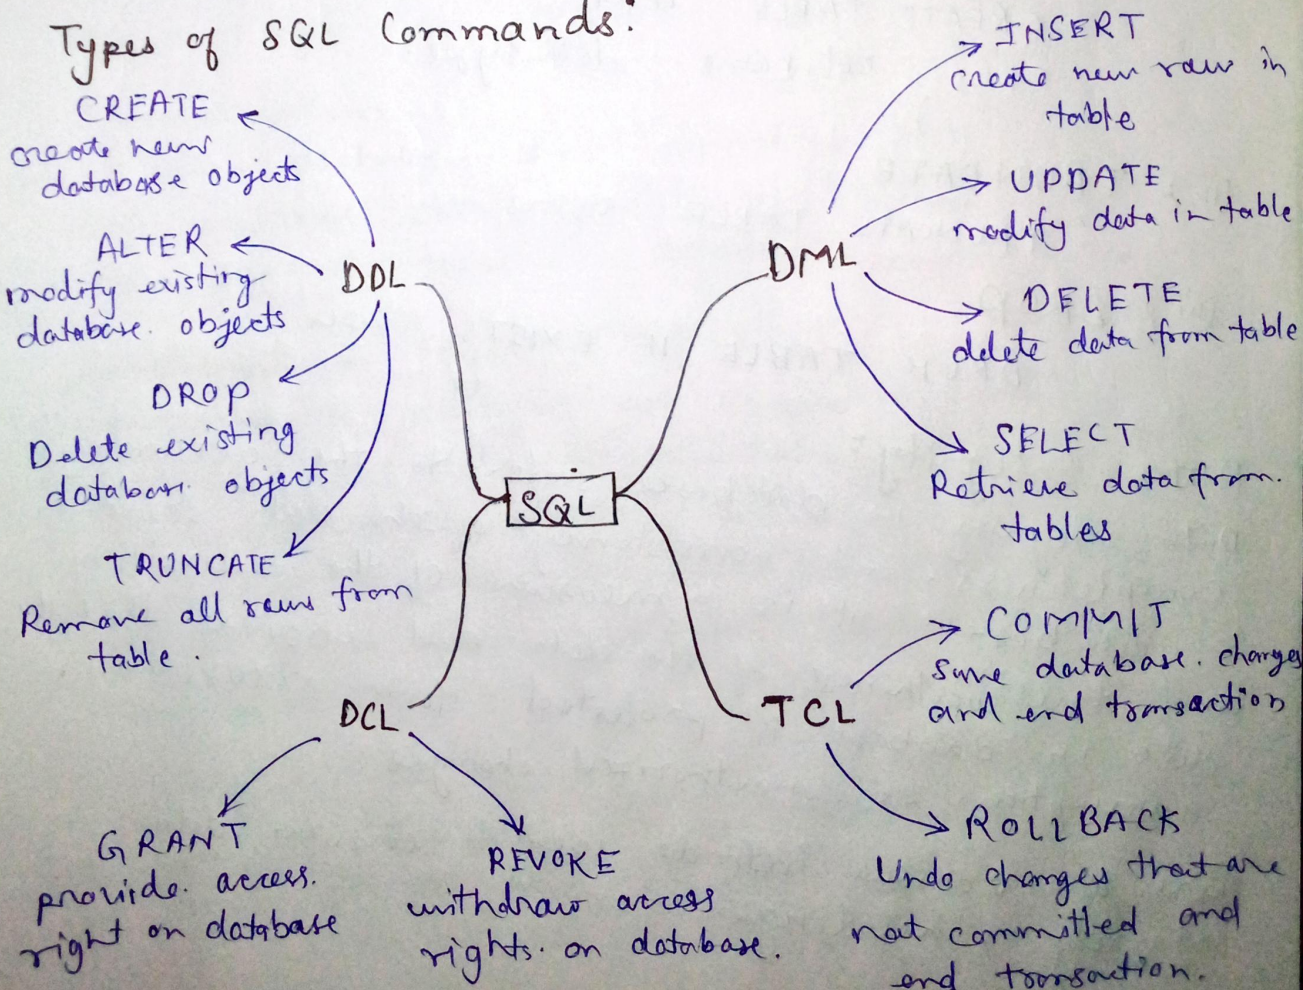 Types of SQL Commands:
CREATE
create new
database objects
ALTER
modify existing
database objects
DROP
Delete existing
database objects
TRUNCATE
Remove all rows from
table.
DDL
DML
INSERT
create new row in
table
UPDATE
modify data in table
DELETE
delete data from table
SELECT
Retrieve data from
tables
SQL
DCL
GRANT
provide access
right on database
REVOKE
withdraw access
rights on database.
TCL
COMMIT
Save database changes
and end transaction
ROLLBACK
Undo changes that are
not committed and
end transaction.